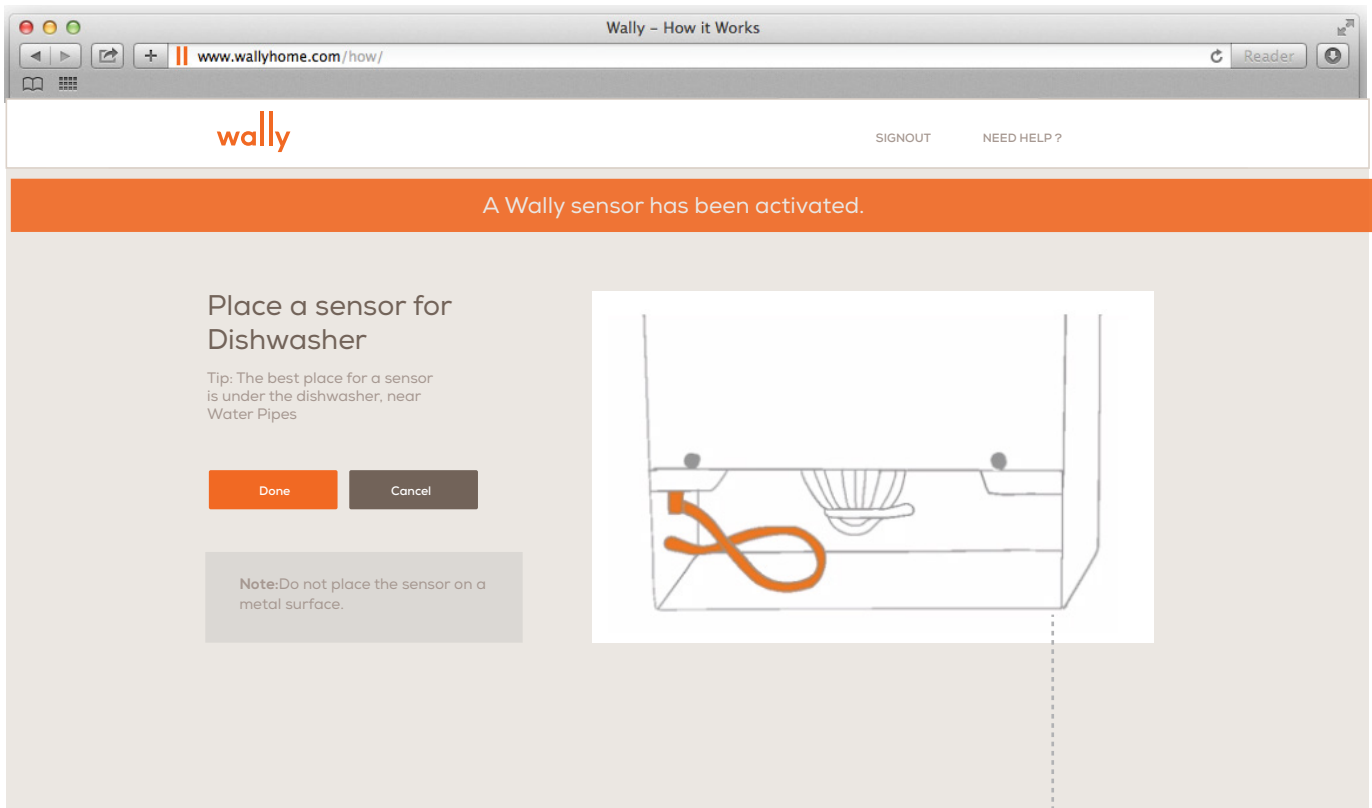 Wally – How it Works
www.wallyhome.com/how/
Reader
wally
SIGNOUT
NEED HELP ?
A Wally sensor has been activated.
Place a sensor for
Dishwasher
Tip: The best place for a sensor
is under the dishwasher, near
Water Pipes
Done
Cancel
Note:Do not place the sensor on a
metal surface.